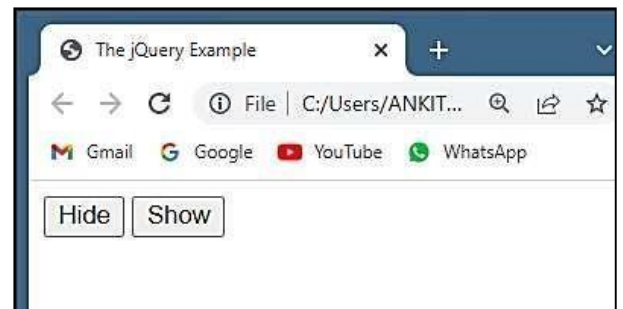 The jQuery Example
File | C:/Users/ANKIT...
Gmail Google YouTube WhatsApp
Hide Show